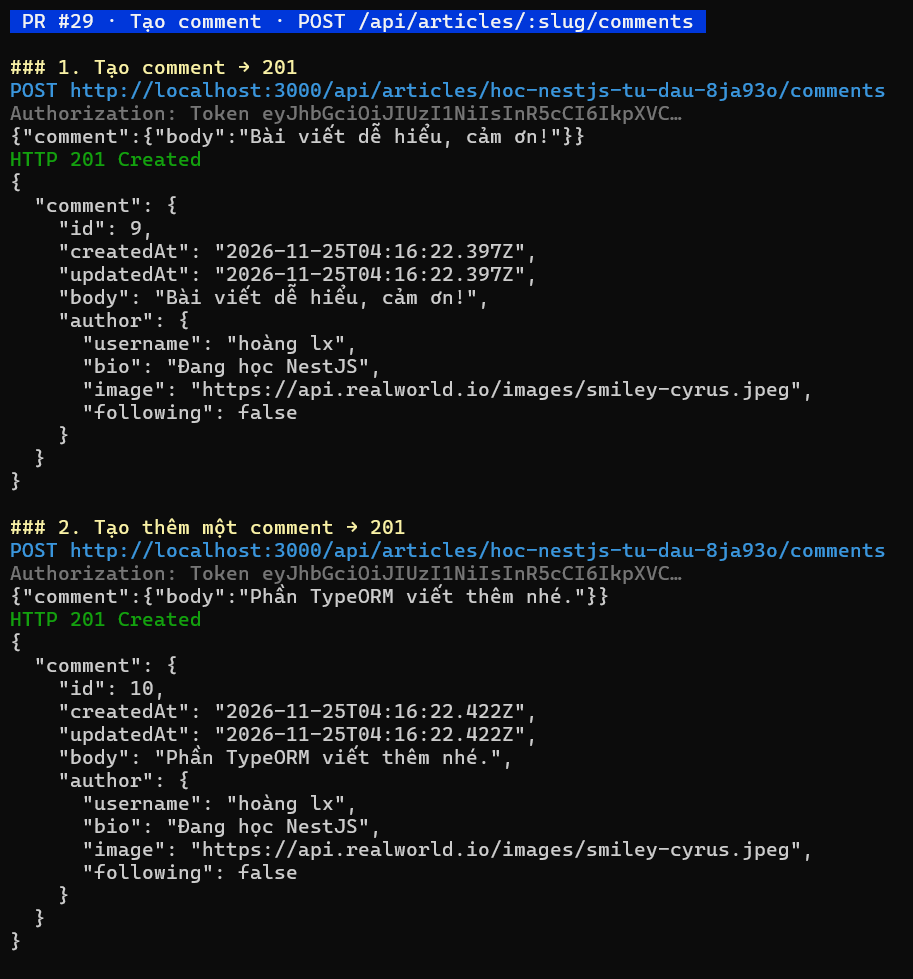 PR #29 · Tạo comment · POST /api/articles/:slug/comments
### 1. Tạo comment → 201
POST http://localhost:3000/api/articles/hoc-nestjs-tu-dau-8ja93o/comments
Authorization: Token eyJhbGciOiJIUzI1NiIsInR5cCI6IkpXVC…
{"comment":{"body":"Bài viết dễ hiểu, cảm ơn!"}}
HTTP 201 Created
{
  "comment": {
    "id": 9,
    "createdAt": "2026-11-25T04:16:22.397Z",
    "updatedAt": "2026-11-25T04:16:22.397Z",
    "body": "Bài viết dễ hiểu, cảm ơn!",
    "author": {
      "username": "hoàng lx",
      "bio": "Đang học NestJS",
      "image": "https://api.realworld.io/images/smiley-cyrus.jpeg",
      "following": false
    }
  }
}
### 2. Tạo thêm một comment → 201
POST http://localhost:3000/api/articles/hoc-nestjs-tu-dau-8ja93o/comments
Authorization: Token eyJhbGciOiJIUzI1NiIsInR5cCI6IkpXVC…
{"comment":{"body":"Phần TypeORM viết thêm nhé."}}
HTTP 201 Created
{
  "comment": {
    "id": 10,
    "createdAt": "2026-11-25T04:16:22.422Z",
    "updatedAt": "2026-11-25T04:16:22.422Z",
    "body": "Phần TypeORM viết thêm nhé.",
    "author": {
      "username": "hoàng lx",
      "bio": "Đang học NestJS",
      "image": "https://api.realworld.io/images/smiley-cyrus.jpeg",
      "following": false
    }
  }
}